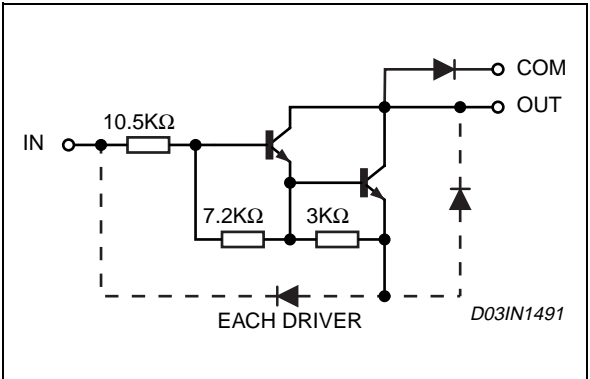 COM
OUT
10.5KΩ
IN
7.2KΩ
3KΩ
EACH DRIVER
D03IN1491